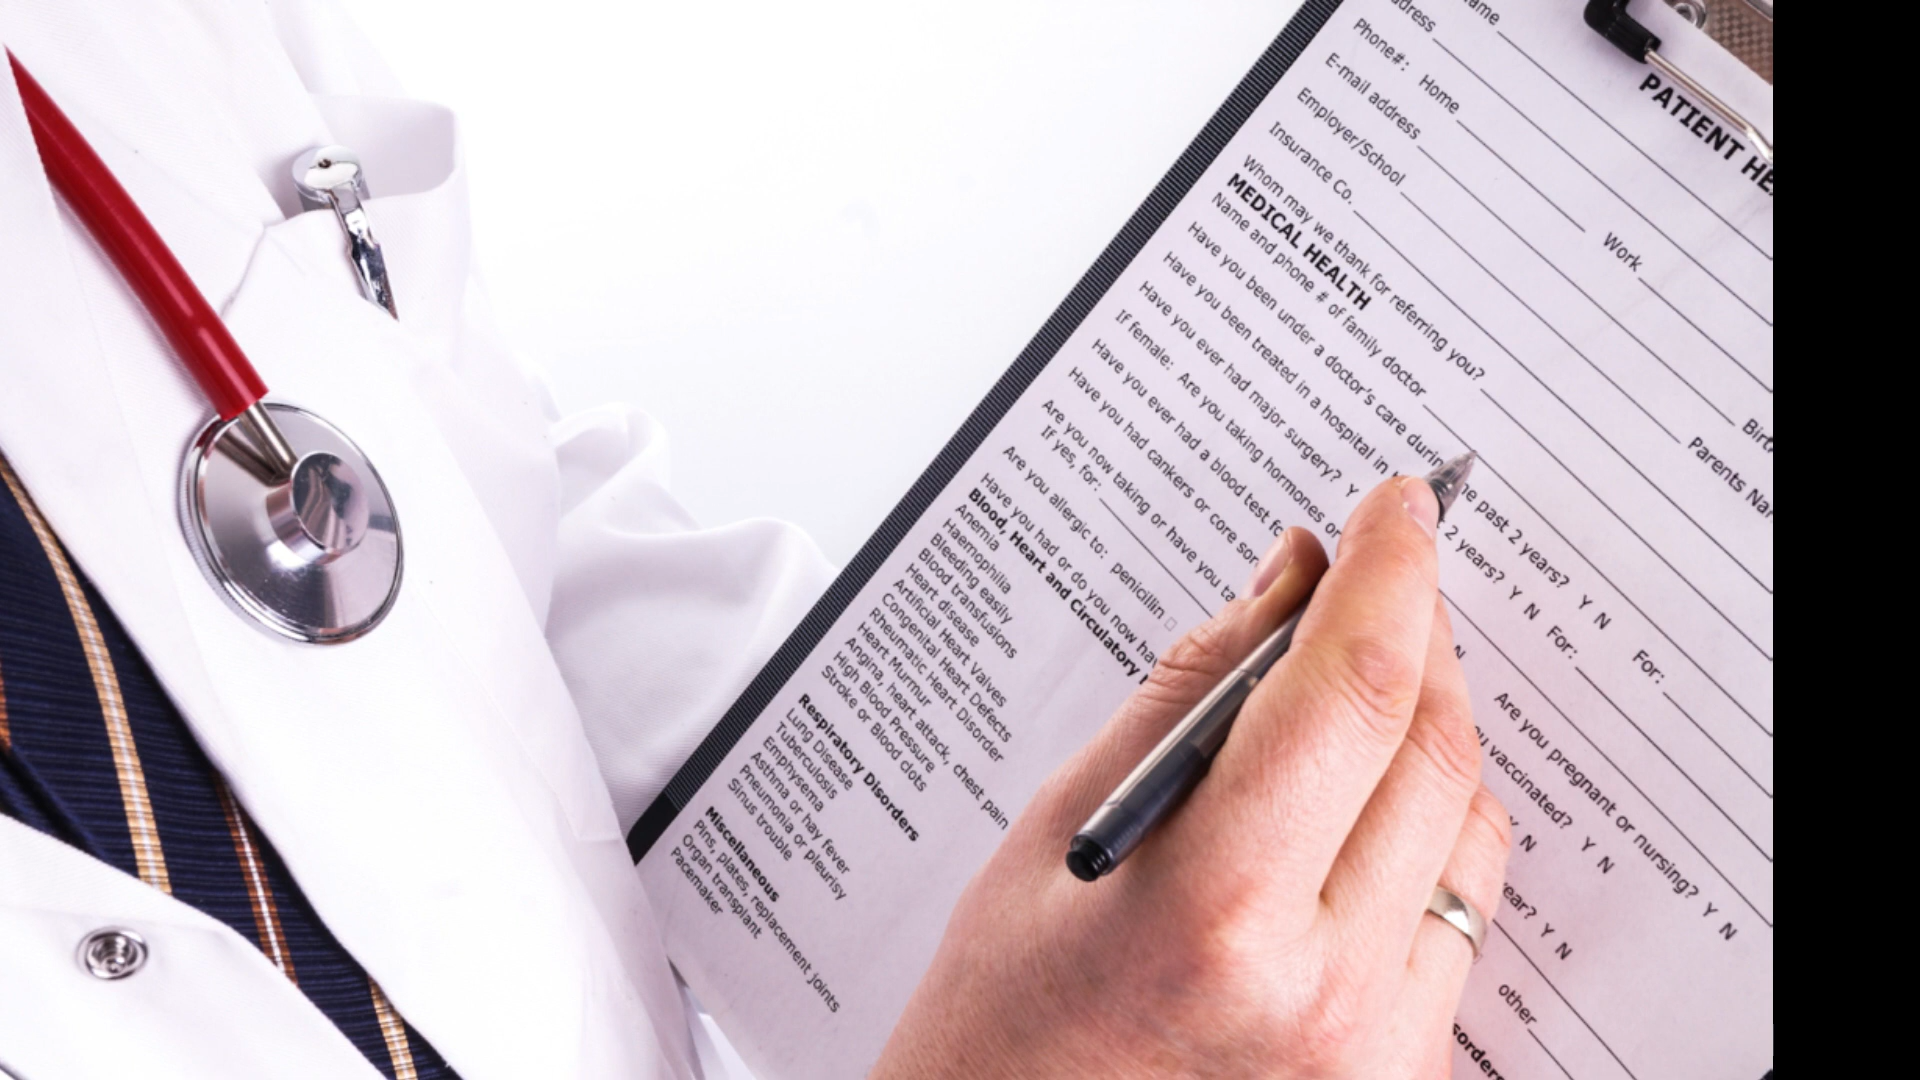 PATIENT HE
Name
Address
Phone#: Home Work
E-mail address
Employer/School Birth
Insurance Co. Parents Nam
Whom may we thank for referring you?
MEDICAL HEALTH
Name and phone # of family doctor
Have you been under a doctor's care during the past 2 years? Y N For:
Have you been treated in a hospital in 2 years? Y N For:
Have you ever had major surgery? Y
If female: Are you taking hormones or Are you pregnant or nursing? Y N
Have you ever had a blood test fo vaccinated? Y N
Have you had cankers or core sor year? Y N
Are you now taking or have you ta
If yes, for:
Are you allergic to: penicillin □ other
Have you had or do you now hav
Blood, Heart and Circulatory
Anemia
Haemophilia
Bleeding easily
Blood transfusions
Heart disease
Artificial Heart Valves
Congenital Heart Defects
Rheumatic Heart Disorder
Heart Murmur
Angina, heart attack, chest pain
High Blood Pressure
Stroke or Blood clots
Respiratory Disorders
Lung Disease
Tuberculosis
Emphysema
Asthma or hay fever
Pneumonia or pleurisy
Sinus trouble
Miscellaneous
Pins, plates, replacement joints
Organ transplant
Pacemaker